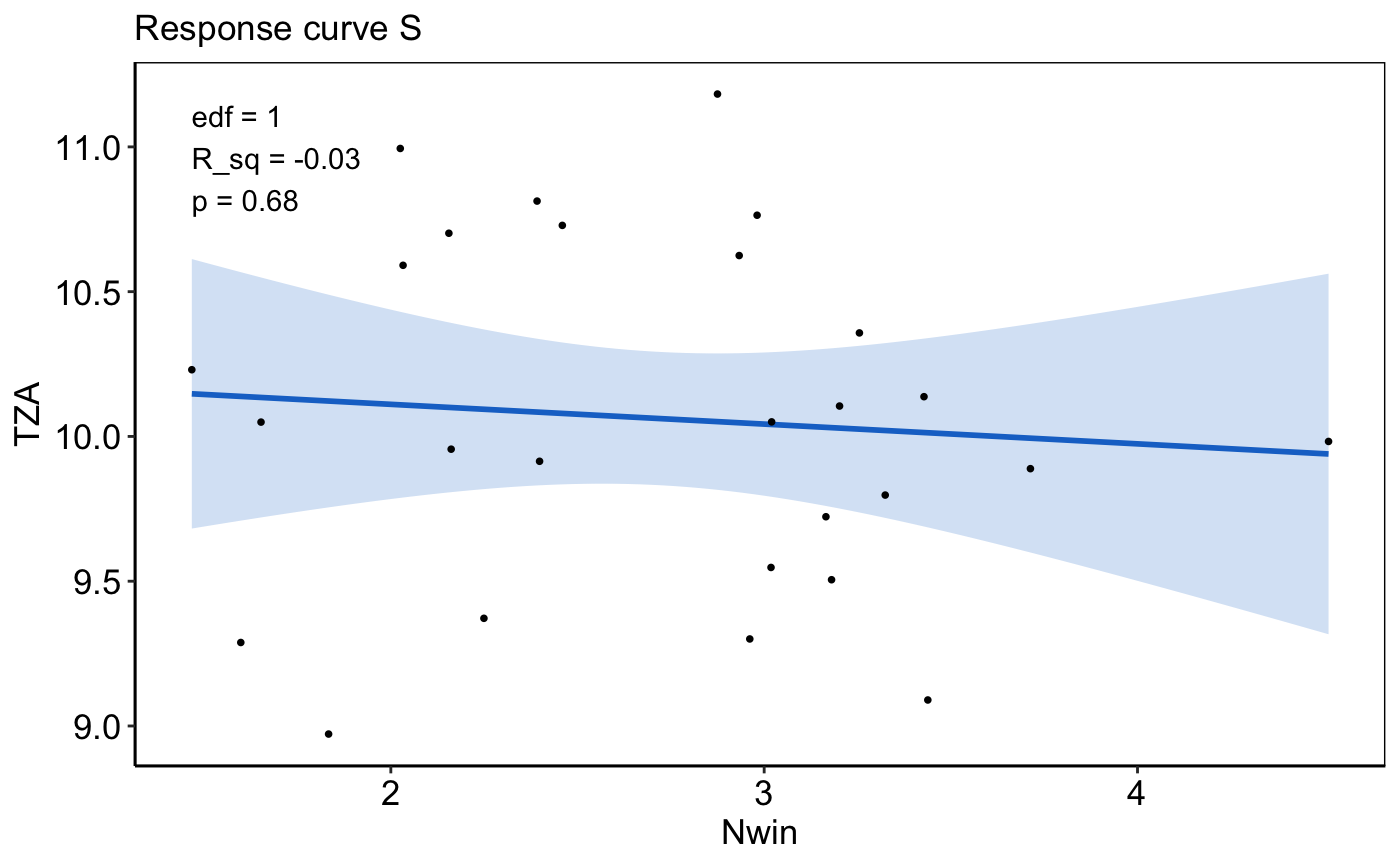 Response curve S
edf = 1
R_sq = -0.03
p = 0.68
11.0
10.5
10.0
9.5
9.0
TZA
2 3 4
Nwin